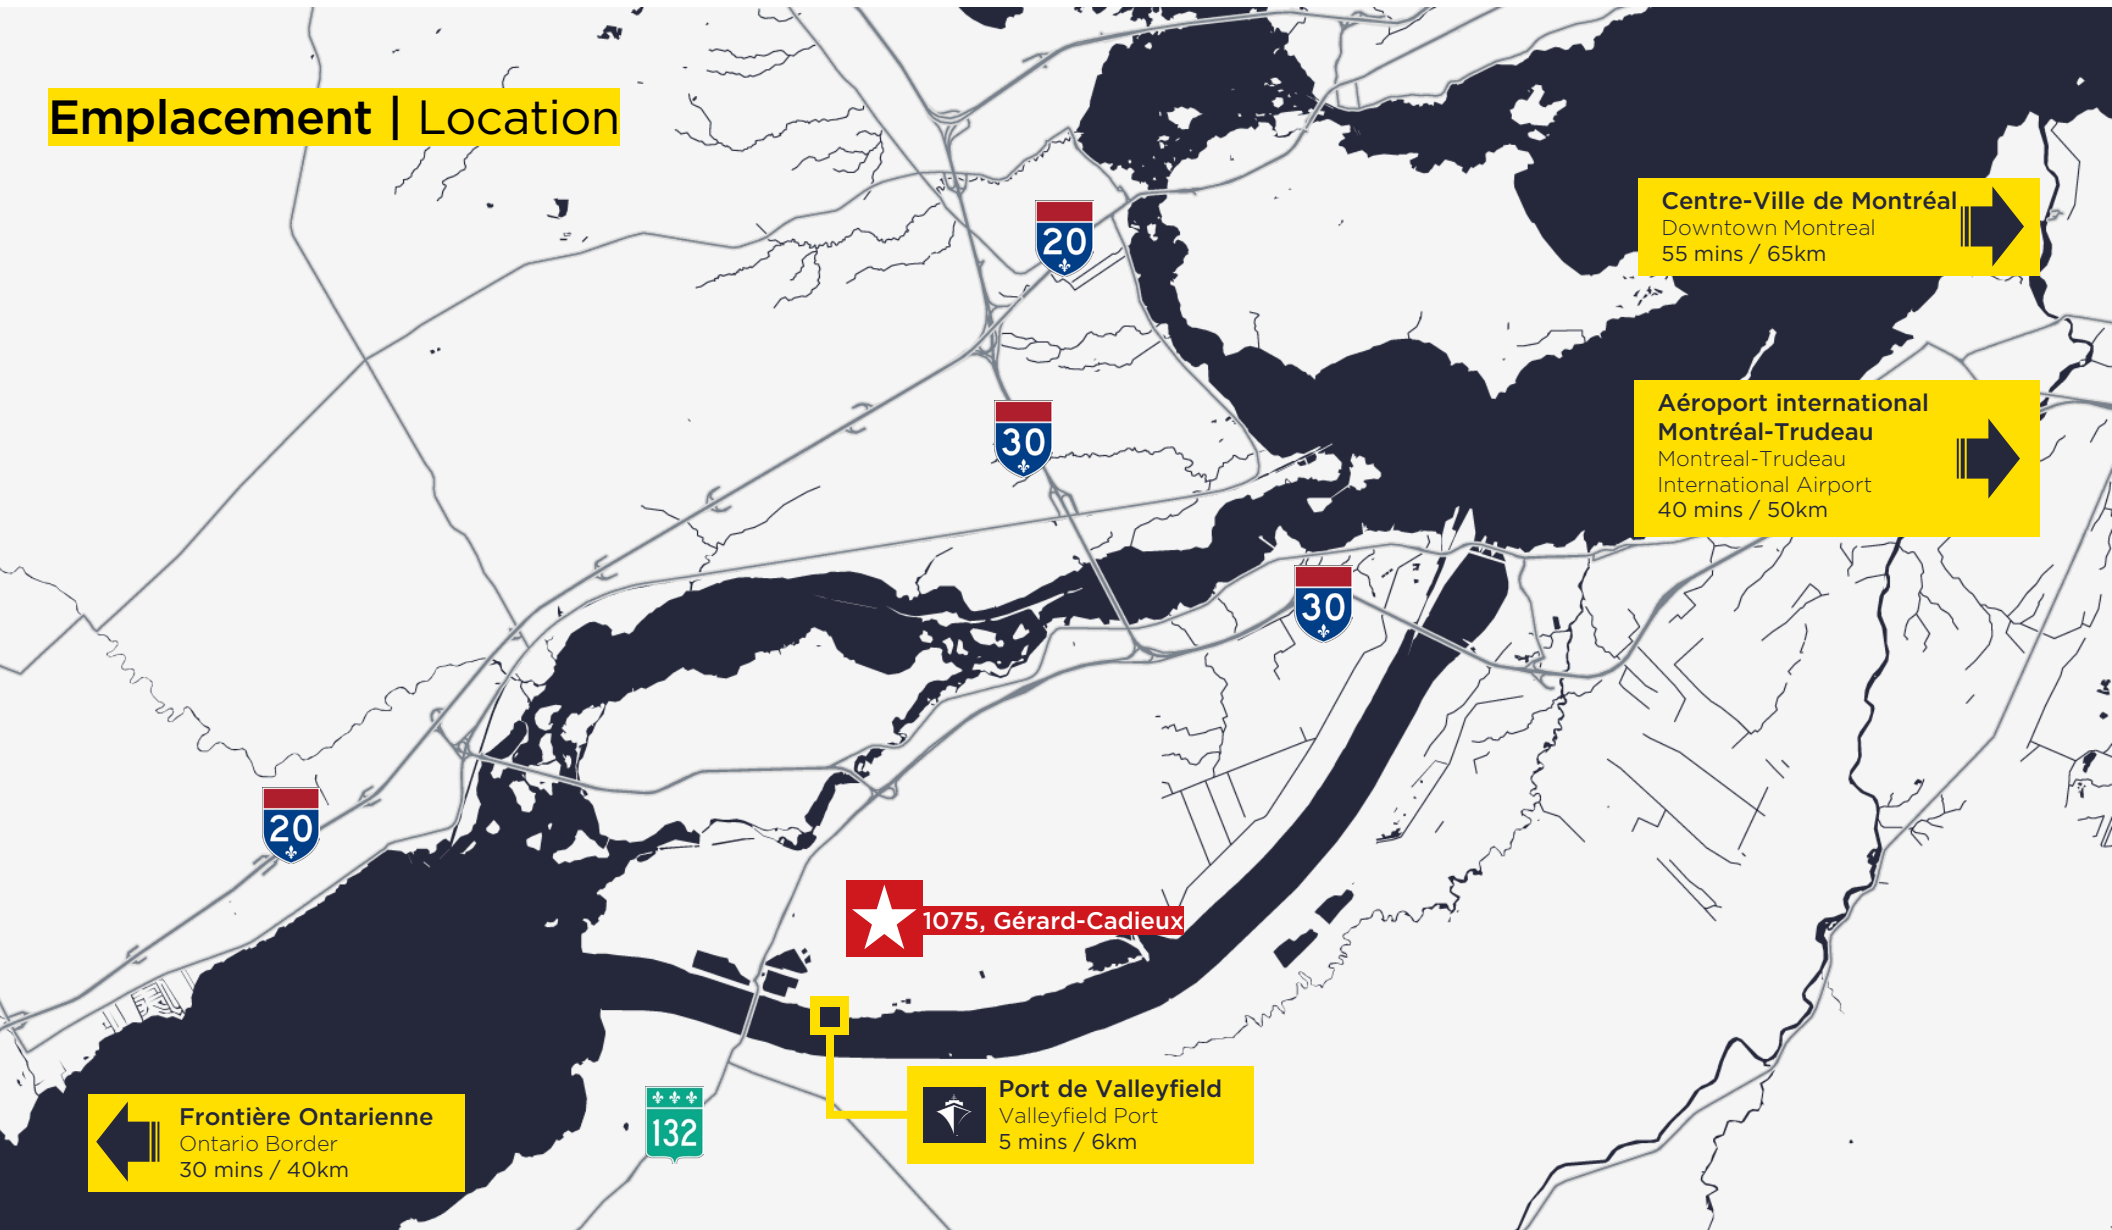 Emplacement | Location
20
Centre-Ville de Montréal
Downtown Montreal
55 mins / 65km
30
Aéroport international
Montréal-Trudeau
Montreal-Trudeau
International Airport
40 mins / 50km
30
20
1075, Gérard-Cadieux
132
Port de Valleyfield
Valleyfield Port
5 mins / 6km
Frontière Ontarienne
Ontario Border
30 mins / 40km